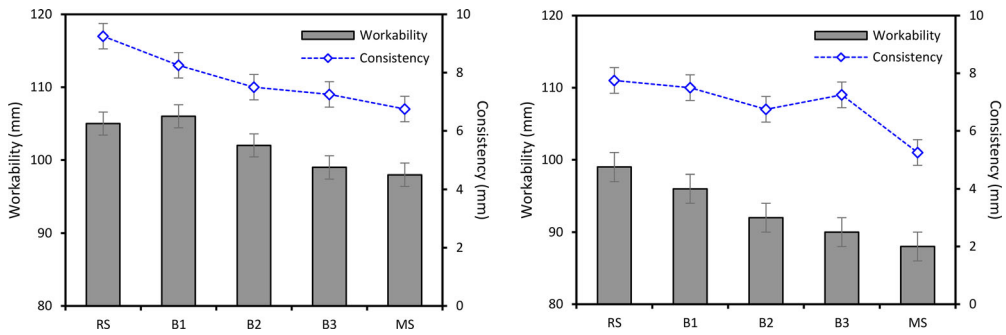 120
110
100
90
80
Workability (mm)
Workability
Consistency
10
8
6
4
2
0
Consistency (mm)
RS
B1
B2
B3
MS
120
110
100
90
80
Workability (mm)
Workability
Consistency
10
8
6
4
2
0
Consistency (mm)
RS
B1
B2
B3
MS